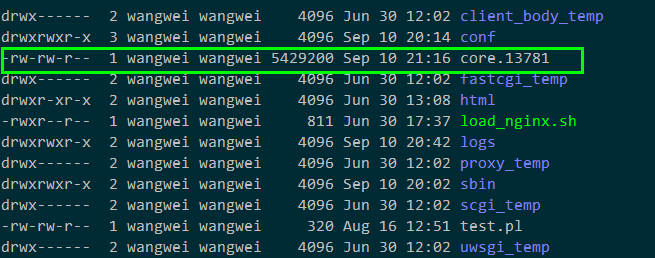 drwx------ 2 wangwei wangwei 4096 Jun 30 12:02 client_body_temp
drwxrwxr-x 3 wangwei wangwei 4096 Sep 10 20:14 conf
-rw-rw-r-- 1 wangwei wangwei 5429200 Sep 10 21:16 core.13781
drwx------ 2 wangwei wangwei 4096 Jun 30 12:02 fastcgi_temp
drwxr-xr-x 2 wangwei wangwei 4096 Jun 30 13:08 html
-rwxr--r-- 1 wangwei wangwei 811 Jun 30 17:37 load_nginx.sh
drwxrwxr-x 2 wangwei wangwei 4096 Sep 10 20:42 logs
drwx------ 2 wangwei wangwei 4096 Jun 30 12:02 proxy_temp
drwxrwxr-x 2 wangwei wangwei 4096 Sep 10 20:02 sbin
drwx------ 2 wangwei wangwei 4096 Jun 30 12:02 scgi_temp
-rw-rw-r-- 1 wangwei wangwei 320 Aug 16 12:51 test.pl
drwx------ 2 wangwei wangwei 4096 Jun 30 12:02 uwsgi_temp